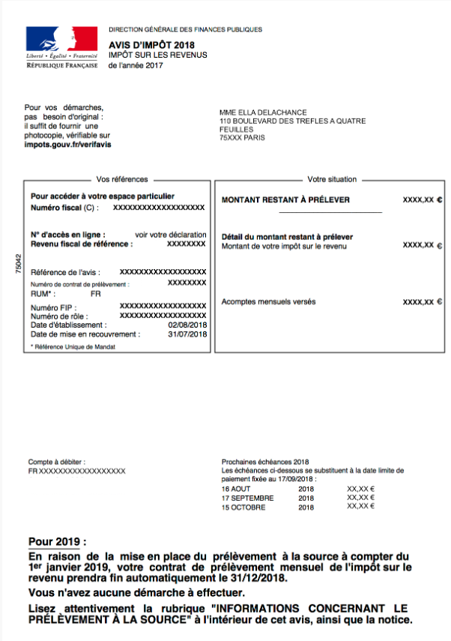 DIRECTION GÉNÉRALE DES FINANCES PUBLIQUES
AVIS D'IMPÔT 2018
IMPÔT SUR LES REVENUS
de l'année 2017
Liberté • Égalité • Fraternité
RÉPUBLIQUE FRANÇAISE
Pour vos démarches,
pas besoin d'original :
il suffit de fournir une
photocopie, vérifiable sur
impots.gouv.fr/verifavis
MME ELLA DELACHANCE
110 BOULEVARD DES TREFLES A QUATRE
FEUILLES
75XXX PARIS
75042
Vos références
Pour accéder à votre espace particulier
Numéro fiscal (C) : XXXXXXXXXXXXXXXXXXX
N° d'accès en ligne : voir votre déclaration
Revenu fiscal de référence : XXXXXXXX
Référence de l'avis : XXXXXXXXXXXXXXXXXX
Numéro de contrat de prélèvement : XXXXXXXX
RUM* : FR
Numéro FIP : XXXXXXXXXXXXXXXXXX
Numéro de rôle : XXXXXXXXXXXXXXXXXX
Date d'établissement : 02/08/2018
Date de mise en recouvrement : 31/07/2018
* Référence Unique de Mandat
Votre situation
MONTANT RESTANT À PRÉLEVER XXXX,XX €
Détail du montant restant à prélever
Montant de votre impôt sur le revenu XXXX,XX €
Acomptes mensuels versés XXXX,XX €
Compte à débiter :
FR XXXXXXXXXXXXXXXXXXX
Prochaines échéances 2018
Les échéances ci-dessous se substituent à la date limite de
paiement fixée au 17/09/2018 :
16 AOUT 2018 XX,XX €
17 SEPTEMBRE 2018 XX,XX €
15 OCTOBRE 2018 XX,XX €
Pour 2019 :
En raison de la mise en place du prélèvement à la source à compter du
1er janvier 2019, votre contrat de prélèvement mensuel de l'impôt sur le
revenu prendra fin automatiquement le 31/12/2018.
Vous n'avez aucune démarche à effectuer.
Lisez attentivement la rubrique "INFORMATIONS CONCERNANT LE
PRÉLÈVEMENT À LA SOURCE" à l'intérieur de cet avis, ainsi que la notice.